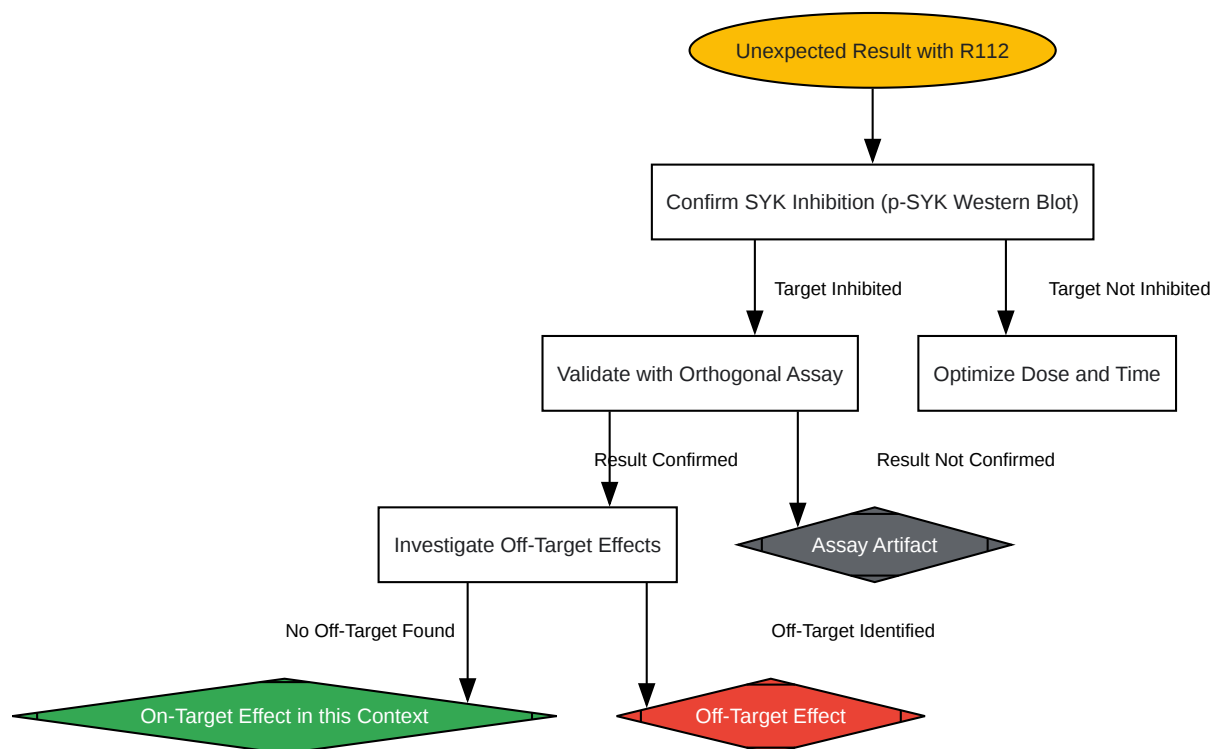 Unexpected Result with R112
Confirm SYK Inhibition (p-SYK Western Blot)
Target Inhibited
Target Not Inhibited
Validate with Orthogonal Assay
Optimize Dose and Time
Result Confirmed
Result Not Confirmed
Investigate Off-Target Effects
Assay Artifact
No Off-Target Found
Off-Target Identified
On-Target Effect in this Context
Off-Target Effect